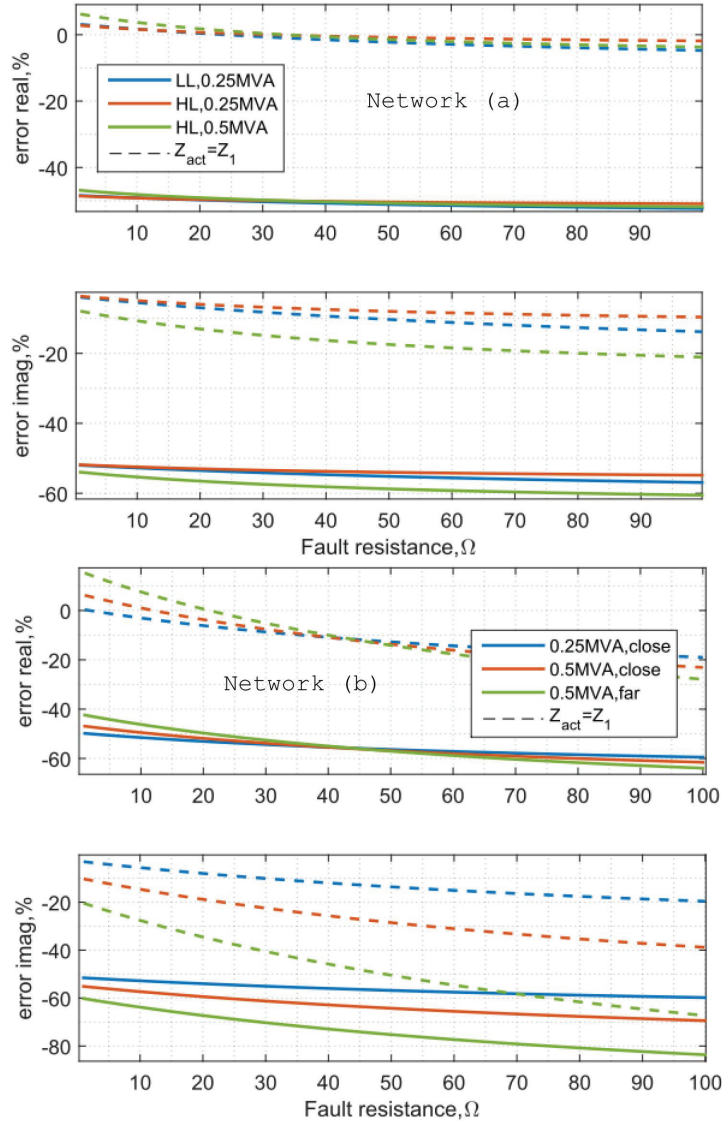 error real,%
0
-20
-40
LL,0.25MVA
HL,0.25MVA
HL,0.5MVA
Z_act=Z_1
Network (a)
10 20 30 40 50 60 70 80 90
error imag,%
-20
-40
-60
10 20 30 40 50 60 70 80 90
Fault resistance,Ω
error real,%
0
-20
-40
-60
0.25MVA,close
0.5MVA,close
0.5MVA,far
Z_act=Z_1
Network (b)
10 20 30 40 50 60 70 80 90 100
error imag,%
-20
-40
-60
-80
10 20 30 40 50 60 70 80 90 100
Fault resistance,Ω